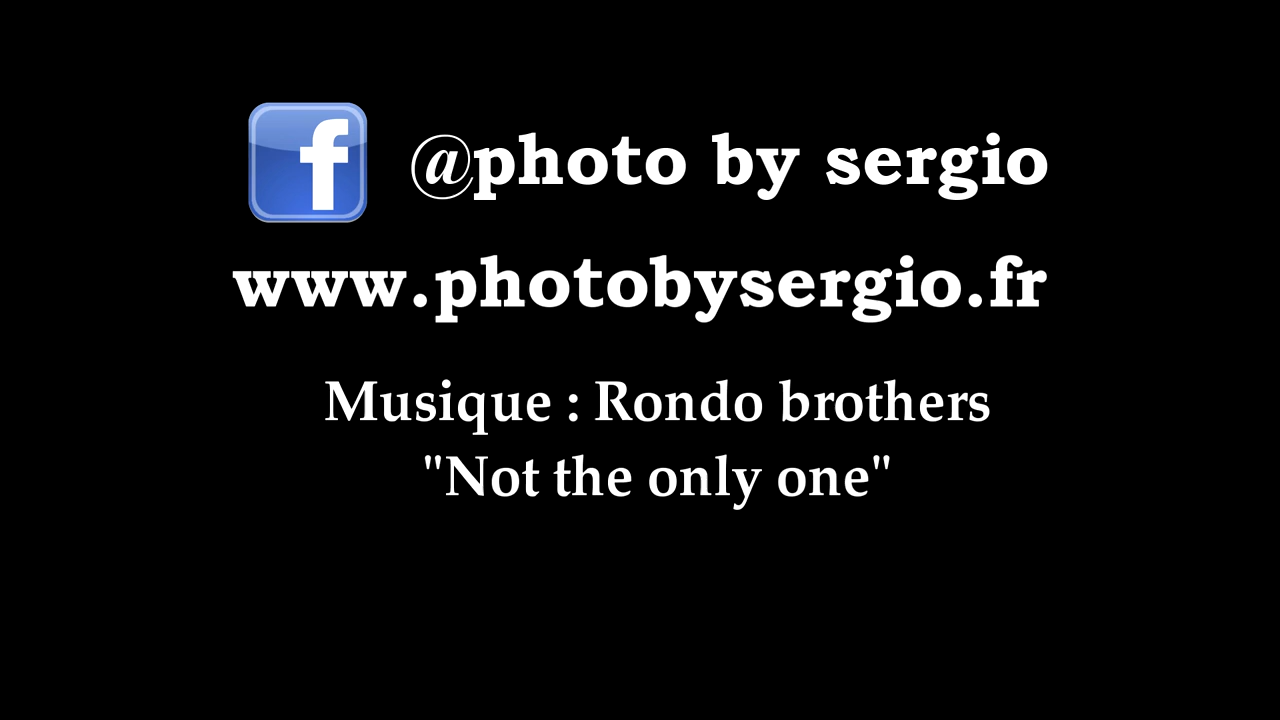 f @photo by sergio
www.photobysergio.fr
Musique : Rondo brothers
"Not the only one"